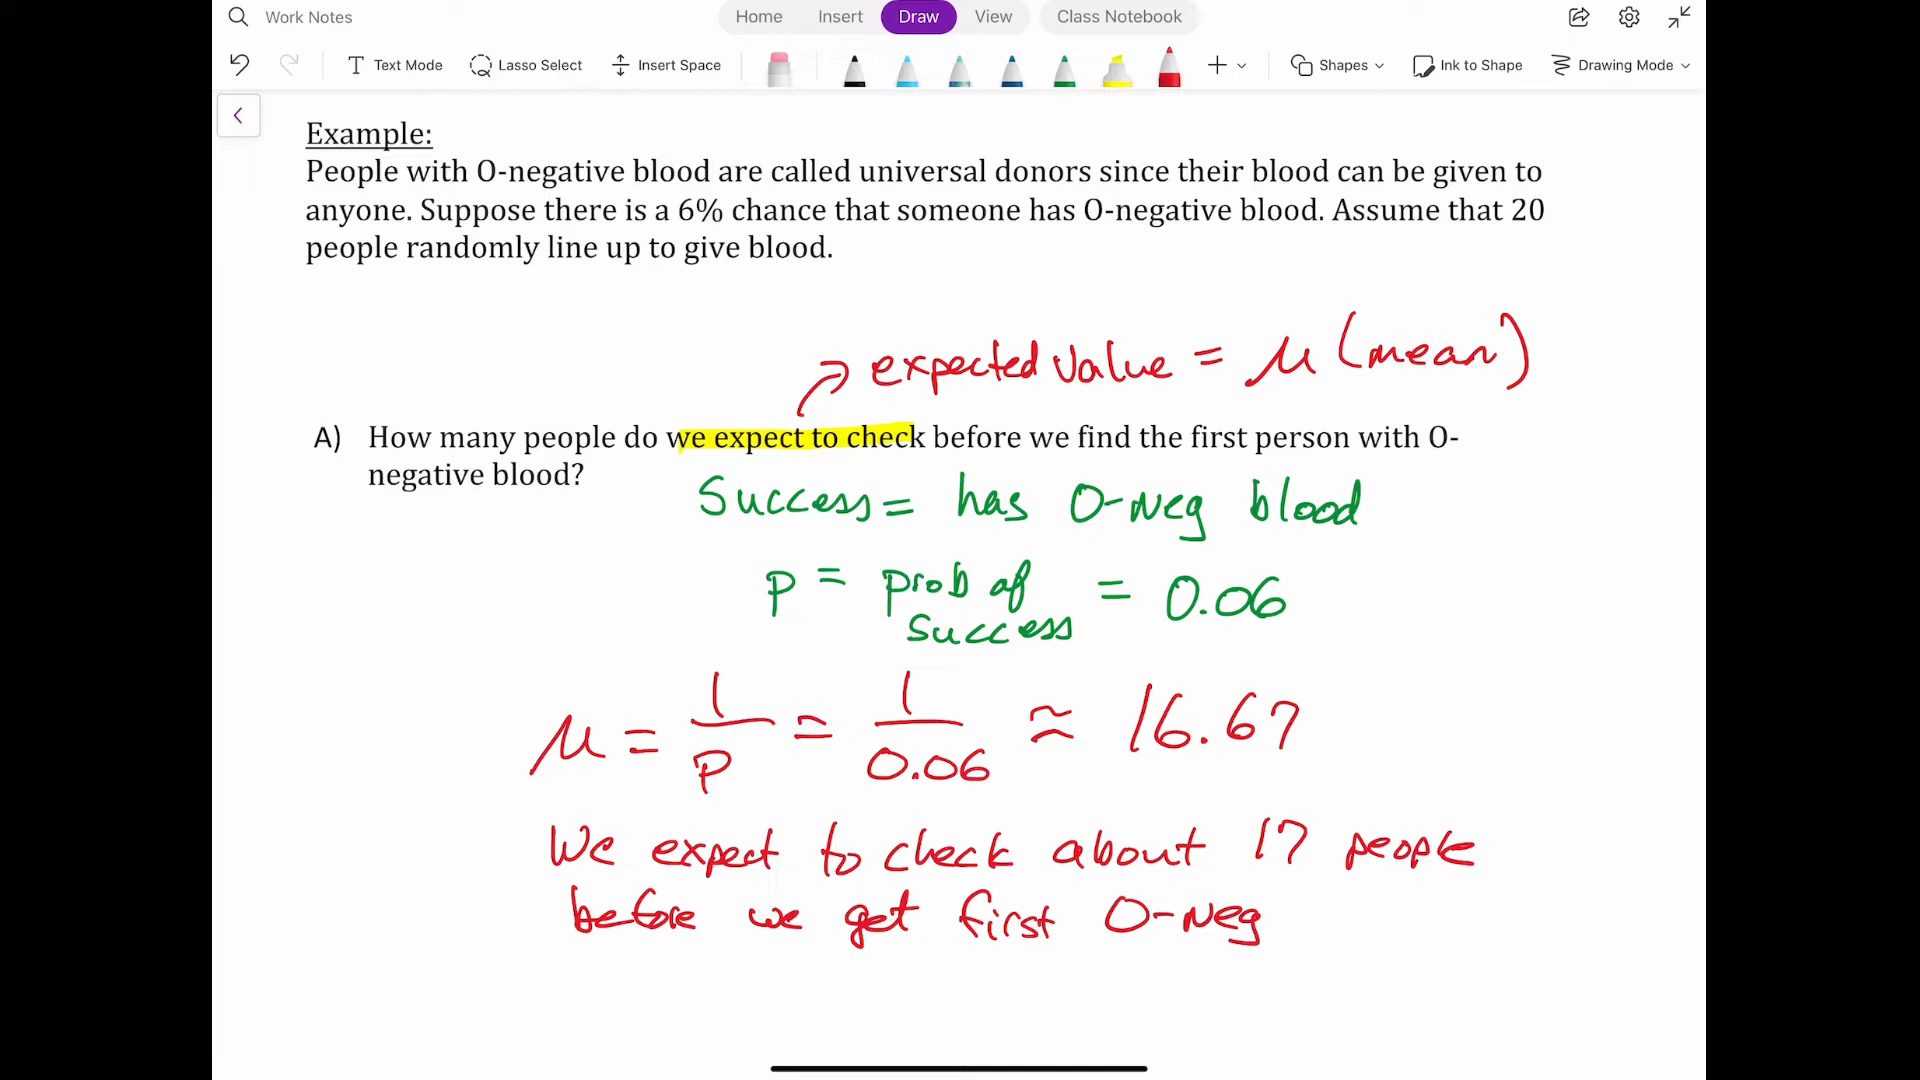 Work Notes
Home Insert Draw View Class Notebook
Text Mode Lasso Select Insert Space Shapes Ink to Shape Drawing Mode
Example:
People with O-negative blood are called universal donors since their blood can be given to
anyone. Suppose there is a 6% chance that someone has O-negative blood. Assume that 20
people randomly line up to give blood.
expected value = μ (mean)
A) How many people do we expect to check before we find the first person with O-
negative blood?
Success = has O-neg blood
p = prob of = 0.06
success
μ = 1/p = 1/0.06 ≈ 16.67
We expect to check about 17 people
before we get first O-neg